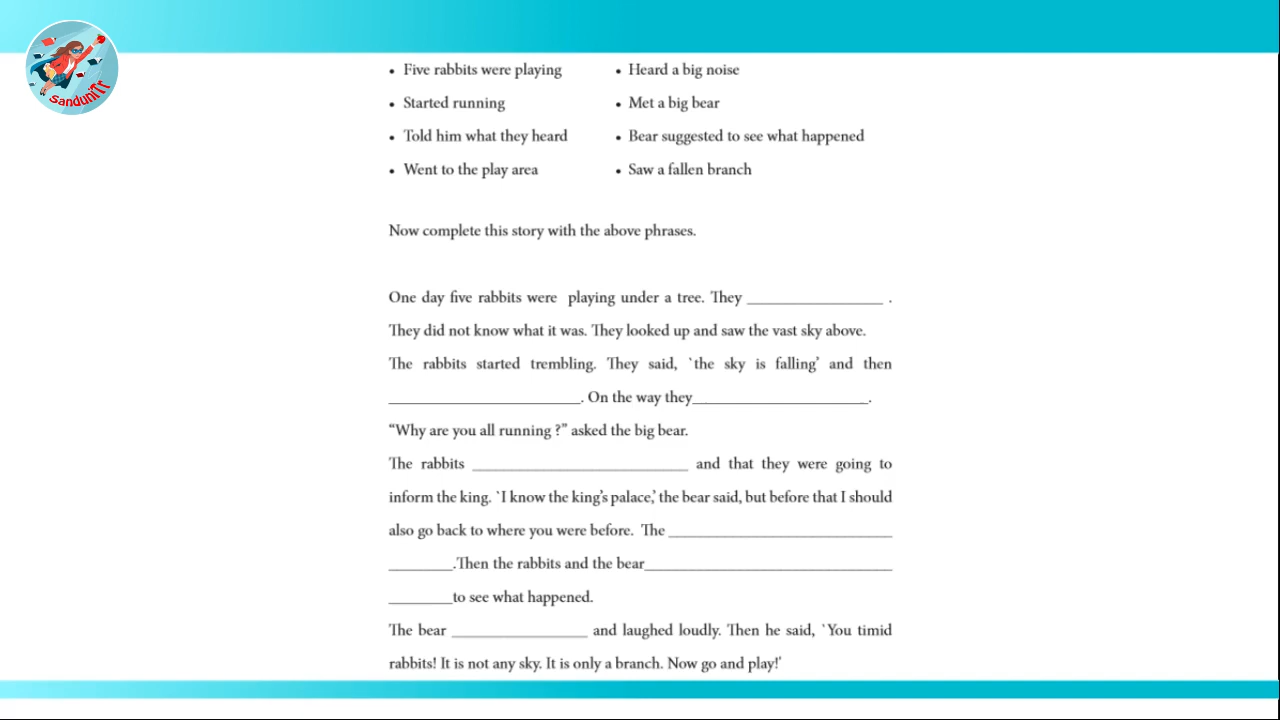 SanduniTr
• Five rabbits were playing • Heard a big noise
• Started running • Met a big bear
• Told him what they heard • Bear suggested to see what happened
• Went to the play area • Saw a fallen branch
Now complete this story with the above phrases.
One day five rabbits were playing under a tree. They _________________ .
They did not know what it was. They looked up and saw the vast sky above.
The rabbits started trembling. They said, `the sky is falling’ and then
________________________. On the way they______________________.
“Why are you all running ?” asked the big bear.
The rabbits ___________________________ and that they were going to
inform the king. `I know the king’s palace,’ the bear said, but before that I should
also go back to where you were before. The ____________________________
________.Then the rabbits and the bear_______________________________
________to see what happened.
The bear _________________ and laughed loudly. Then he said, `You timid
rabbits! It is not any sky. It is only a branch. Now go and play!'